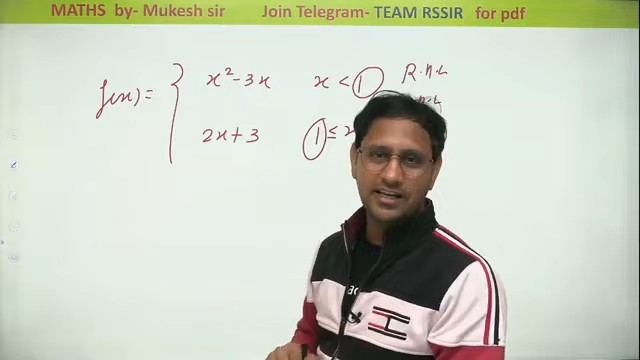 MATHS by- Mukesh sir Join Telegram- TEAM RSSIR for pdf
f(x) = { x² - 3x x < 1 R.H.L
2x + 3 1 ≤ x